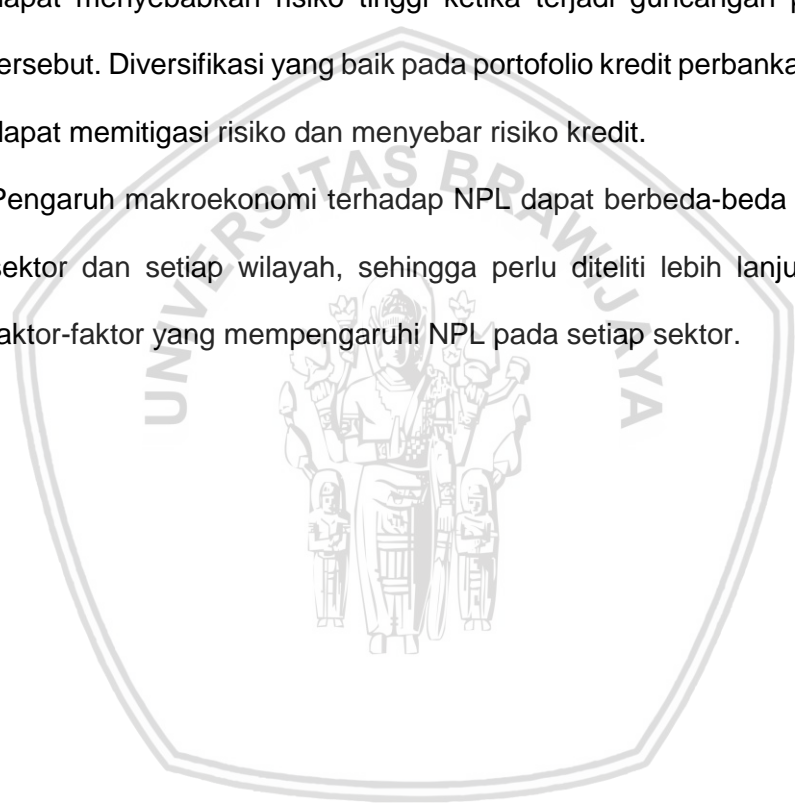 dapat menyebabkan risiko tinggi ketika terjadi guncangan
tersebut. Diversifikasi yang baik pada portofolio kredit
dapat memitigasi risiko dan menyebar risiko kredit.
Pengaruh makroekonomi terhadap NPL dapat berbeda-beda
sektor dan setiap wilayah, sehingga perlu diteliti lebih
faktor-faktor yang mempengaruhi NPL pada setiap sektor.
UNIVERSITAS BRAWIJAYA